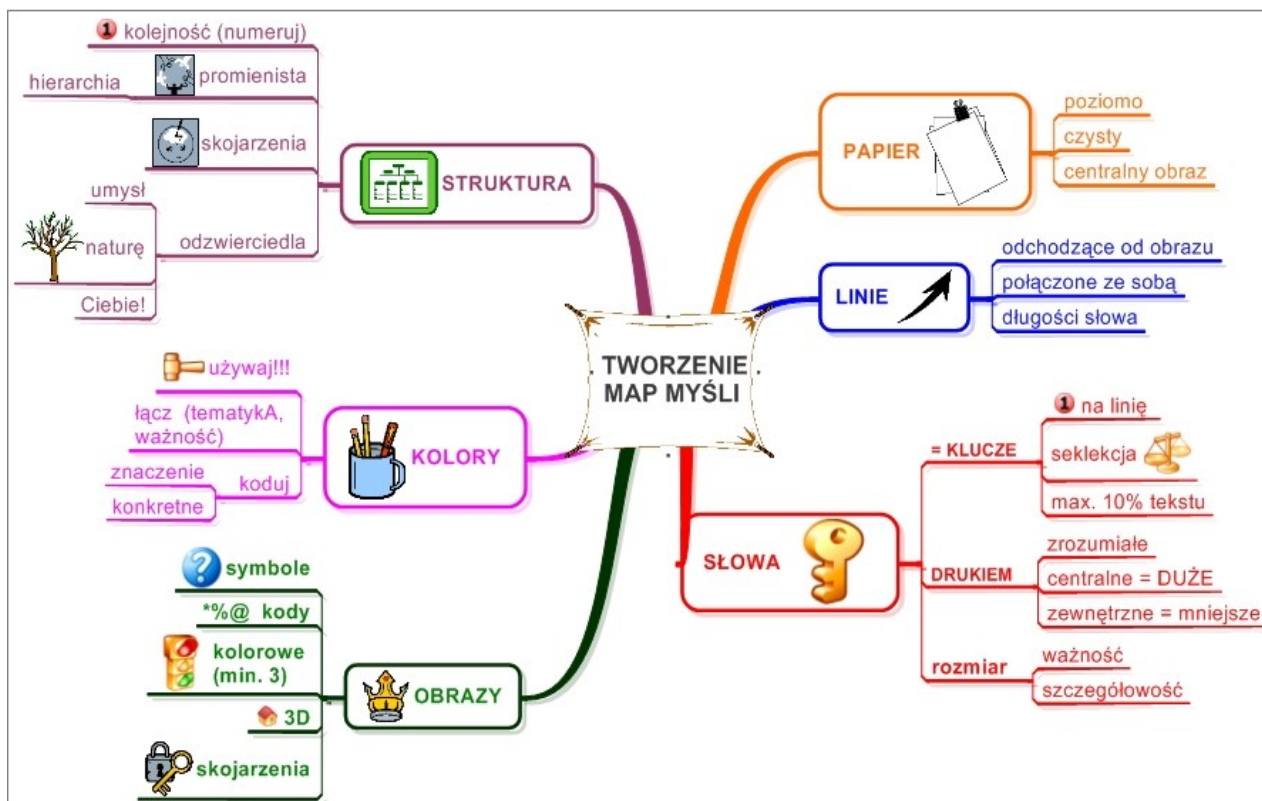 TWORZENIE
MAP MYŚLI
PAPIER
poziomo
czysty
centralny obraz
LINIE
odchodzące od obrazu
połączone ze sobą
długości słowa
SŁOWA
= KLUCZE
1 na linię
seklekcja
max. 10% tekstu
DRUKIEM
zrozumiałe
centralne = DUŻE
zewnętrzne = mniejsze
rozmiar
ważność
szczegółowość
OBRAZY
symbole
*%@ kody
kolorowe
(min. 3)
3D
skojarzenia
KOLORY
używaj!!!
łącz (tematykA,
ważność)
koduj
znaczenie
konkretne
STRUKTURA
1 kolejność (numeruj)
promienista
hierarchia
skojarzenia
odzwierciedla
umysł
naturę
Ciebie!